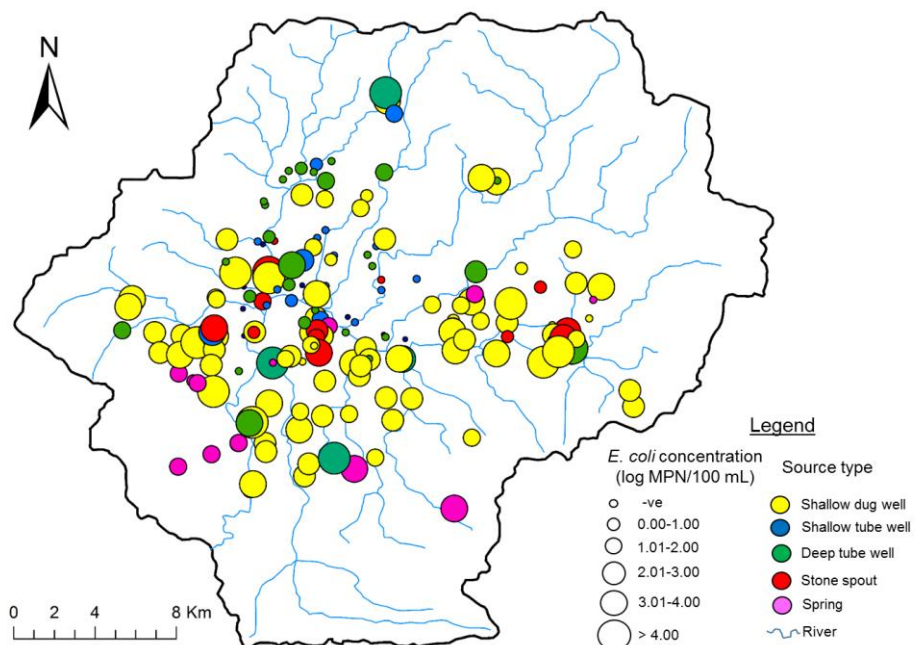 N
Legend
E. coli concentration
(log MPN/100 mL)
-ve
0.00-1.00
1.01-2.00
2.01-3.00
3.01-4.00
> 4.00
Source type
Shallow dug well
Shallow tube well
Deep tube well
Stone spout
Spring
River
0 2 4 8 Km